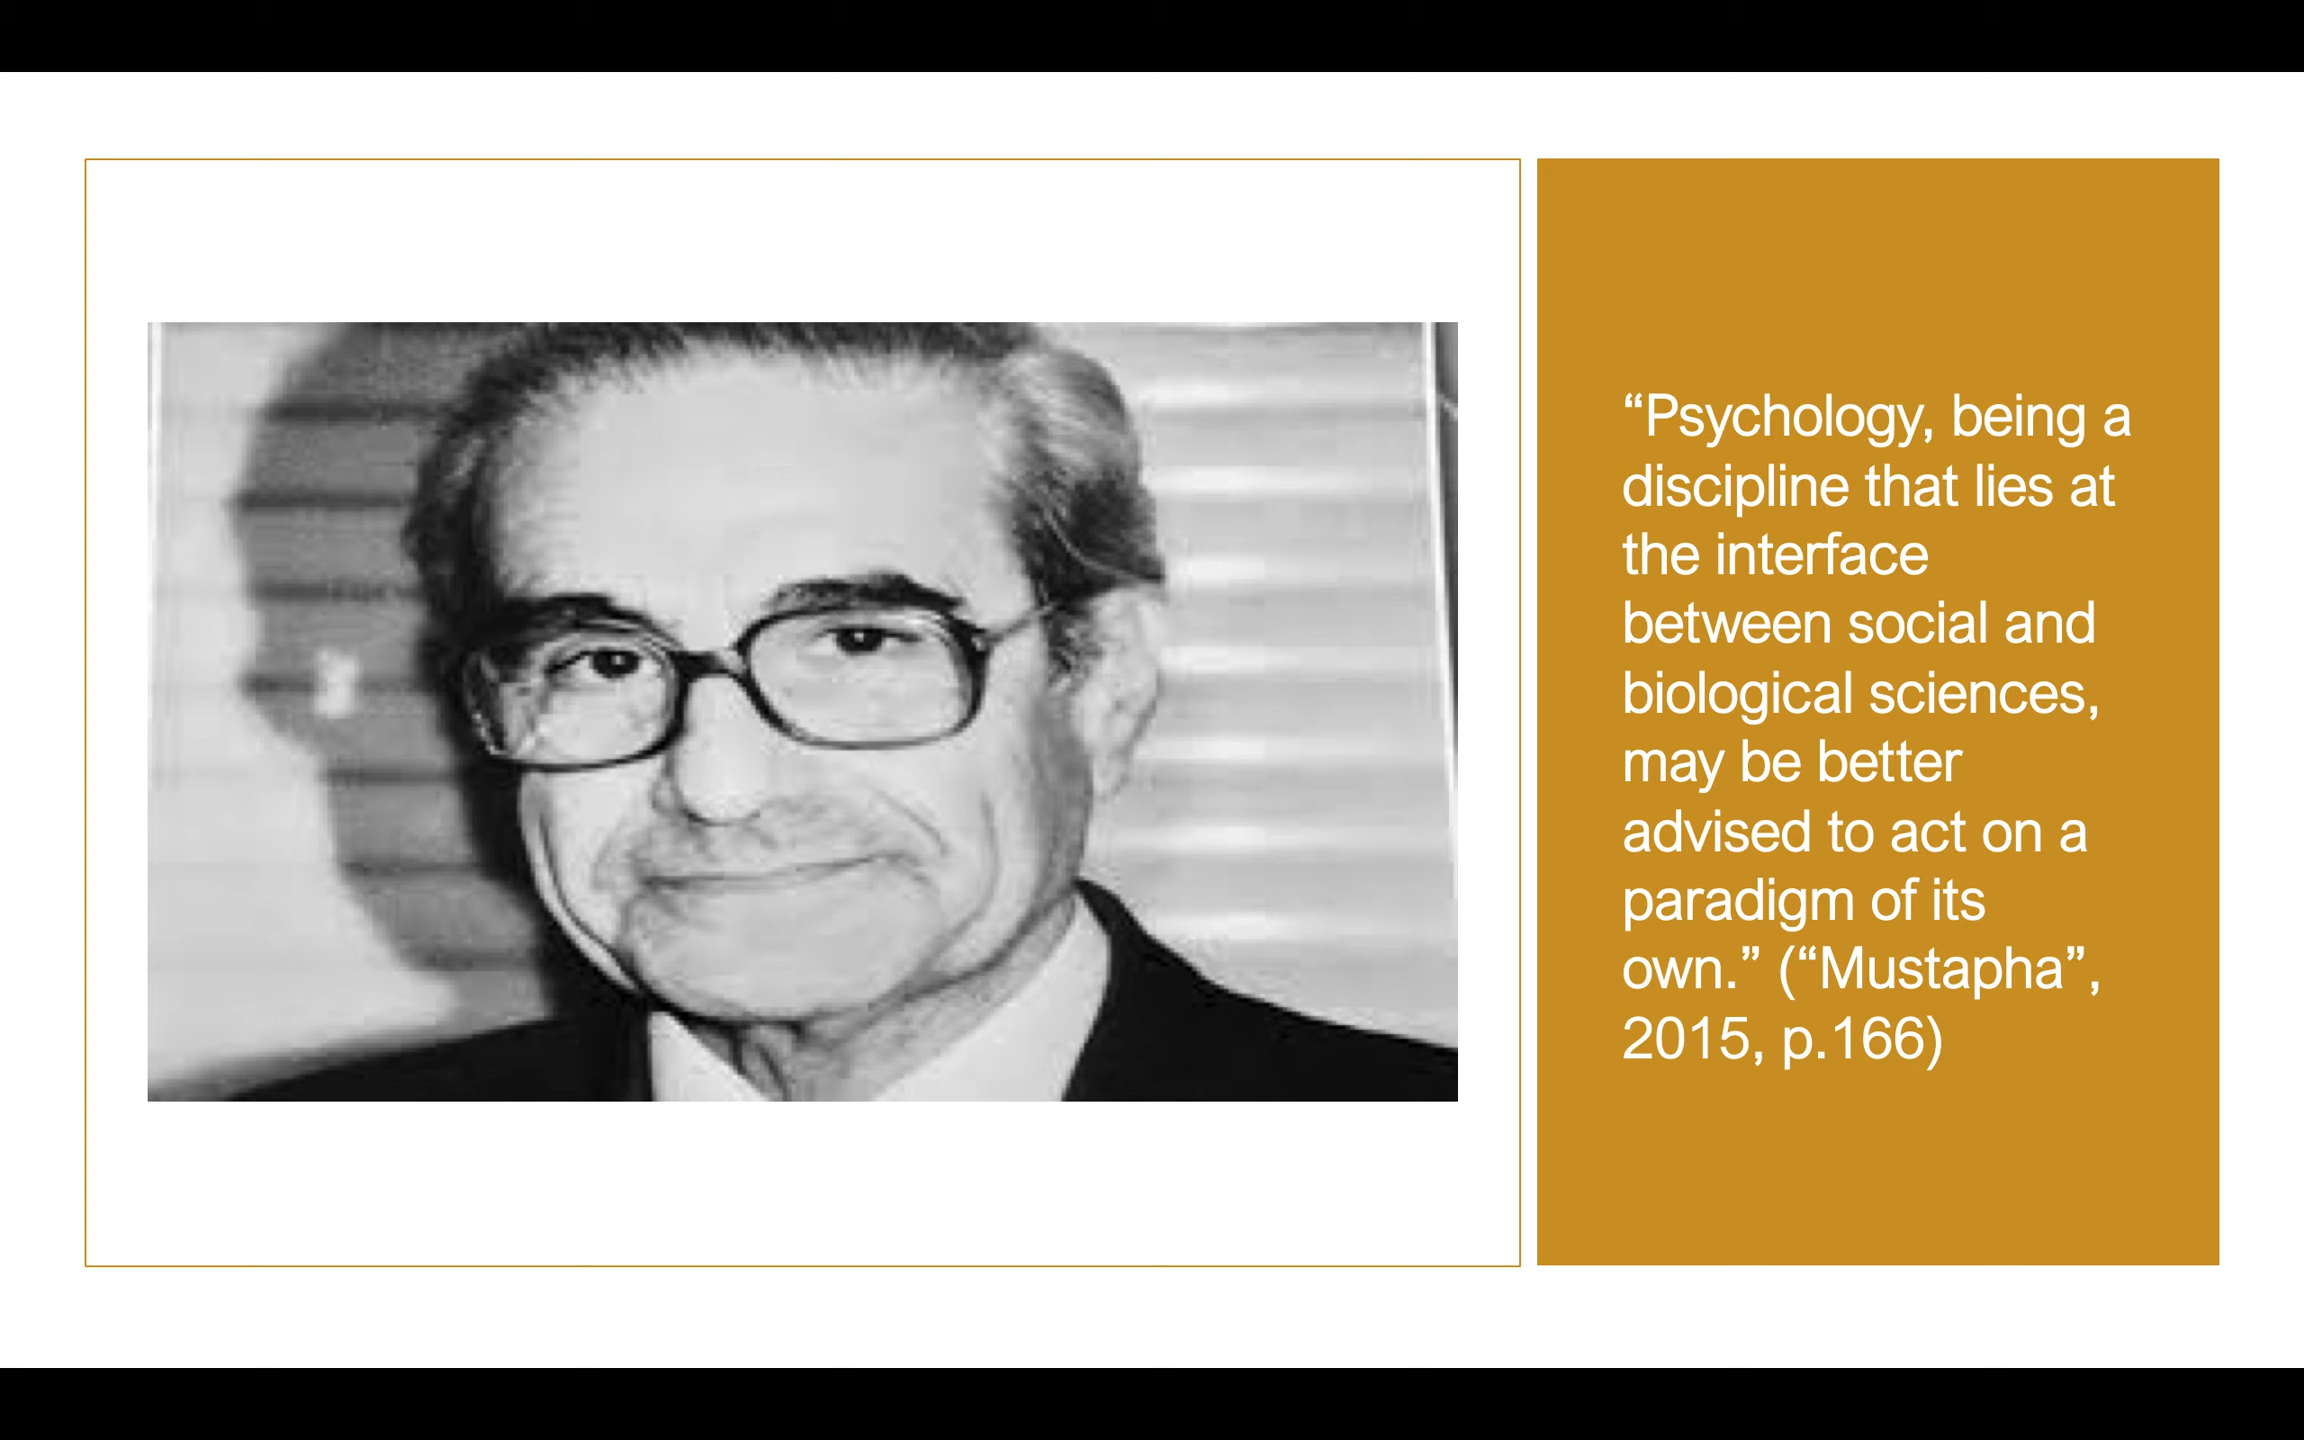 “Psychology, being a
discipline that lies at
the interface
between social and
biological sciences,
may be better
advised to act on a
paradigm of its
own.” (“Mustapha”,
2015, p.166)